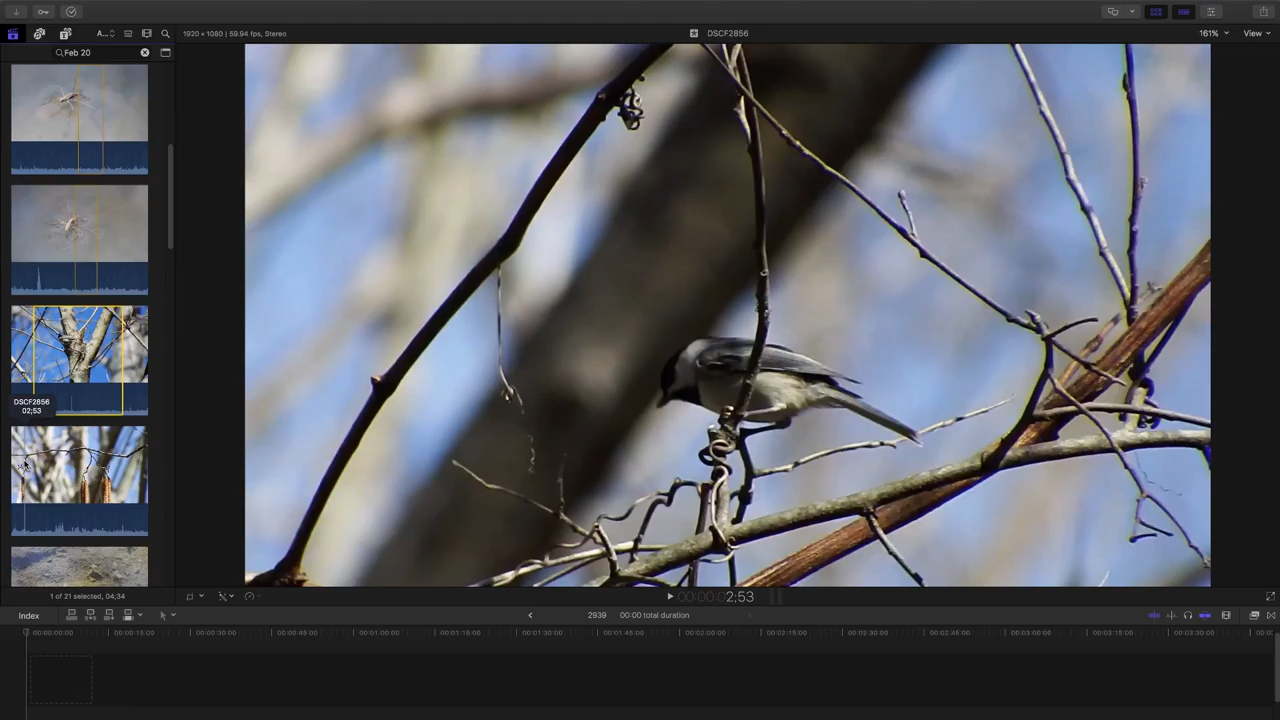 A...
1920 × 1080 | 59.94 fps, Stereo
DSCF2856
161%
View
Feb 20
DSCF2856
02;53
1 of 21 selected, 04;34
00:00:00:02;53
Index
2939
00:00 total duration
00:00:00:00
00:00:15:00
00:00:30:00
00:00:45:00
00:01:00:00
00:01:15:00
00:01:30:00
00:01:45:00
00:02:00:00
00:02:15:00
00:02:30:00
00:02:45:00
00:03:00:00
00:03:15:00
00:03:30:00